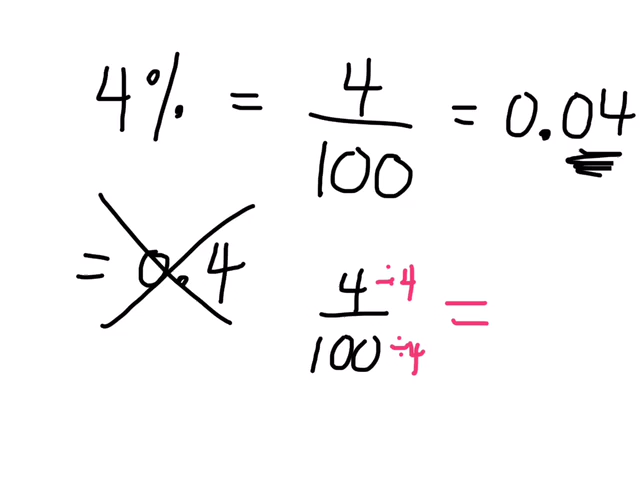 4% = 4/100 = 0.04
= 0.4
4÷4/100÷4 =